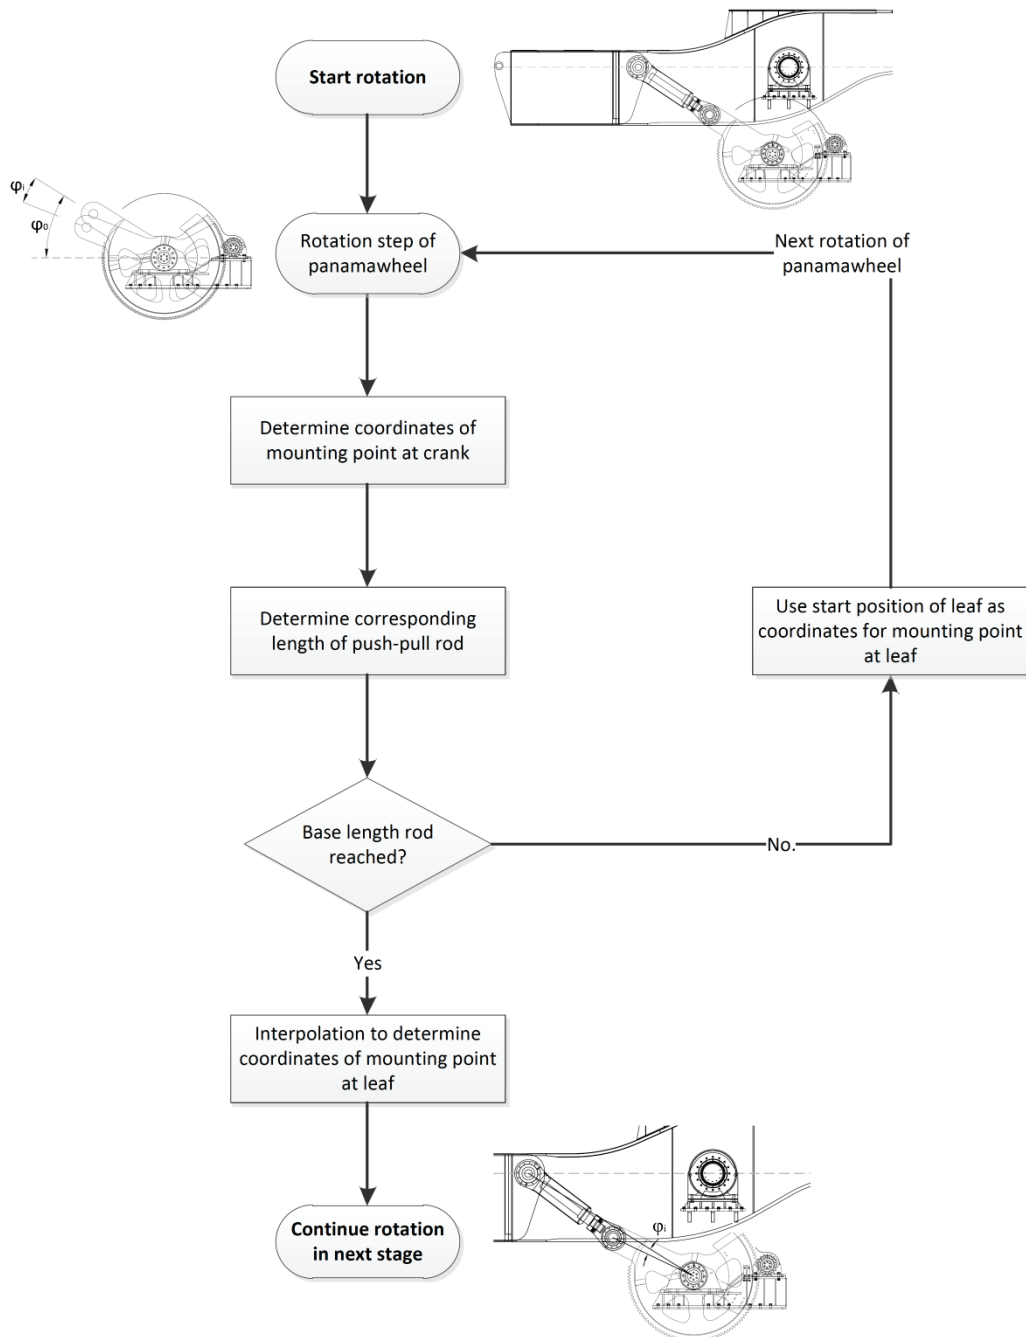 Start rotation
φi
φ0
Rotation step of
panamawheel
Next rotation of
panamawheel
Determine coordinates of
mounting point at crank
Determine corresponding
length of push-pull rod
Use start position of leaf as
coordinates for mounting point
at leaf
Base length rod
reached?
No.
Yes
Interpolation to determine
coordinates of mounting point
at leaf
φi
Continue rotation
in next stage